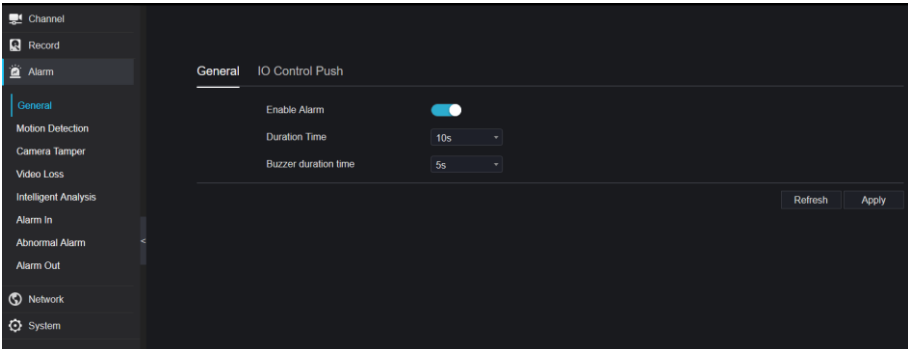 Channel
Record
Alarm
General
Motion Detection
Camera Tamper
Video Loss
Intelligent Analysis
Alarm In
Abnormal Alarm
Alarm Out
Network
System
<
General IO Control Push
Enable Alarm
Duration Time 10s
Buzzer duration time 5s
Refresh Apply